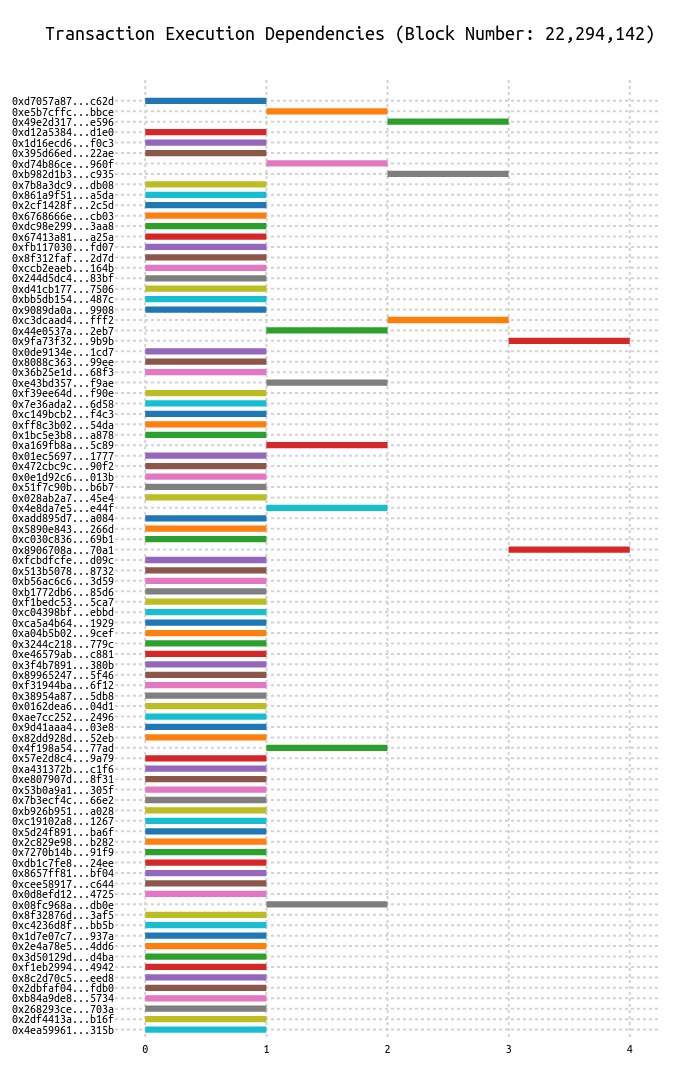 Transaction Execution Dependencies (Block Number: 22,294,142)
0xd7057a87...c62d
0xe5b7cffc...bbce
0x49e2d317...e596
0xd12a5384...d1e0
0x1d16ecd6...f0c3
0x395d66ed...22ae
0xd74b86ce...960f
0xb982d1b3...c935
0x7b8a3dc9...db08
0x861a9f51...a5da
0x2cf1428f...2c5d
0x6768666e...cb03
0xdc98e299...3aa8
0x67413a81...a25a
0xfb117030...fd07
0x8f312faf...2d7d
0xccb2eaeb...164b
0x244d5dc4...83bf
0xd41cb177...7506
0xbb5db154...487c
0x9089da0a...9908
0xc3dcaad4...fff2
0x44e0537a...2eb7
0x9fa73f32...9b9b
0x0de9134e...1cd7
0x8088c363...99ee
0x36b25e1d...68f3
0xe43bd357...f9ae
0xf39ee64d...f90e
0x7e36ada2...6d58
0xc149bcb2...f4c3
0xff8c3b02...54da
0x1bc5e3b8...a878
0xa169fb8a...5c89
0x01ec5697...1777
0x472cbc9c...90f2
0x0e1d92c6...013b
0x51f7c90b...b6b7
0x028ab2a7...45e4
0x4e8da7e5...e44f
0xadd895d7...a084
0x5890e843...266d
0xc030c836...69b1
0x8906708a...70a1
0xfcbdfcfe...d09c
0x513b5078...8732
0xb56ac6c6...3d59
0xb1772db6...85d6
0xf1bedc53...5ca7
0xc04398bf...ebbd
0xca5a4b64...1929
0xa04b5b02...9cef
0x3244c218...779c
0xe46579ab...c881
0x3f4b7891...380b
0x89965247...5f46
0xf31944ba...6f12
0x38954a87...5db8
0x0162dea6...04d1
0xae7cc252...2496
0x9d41aaa4...03e8
0x82dd928d...52eb
0x4f198a54...77ad
0x57e2d8c4...9a79
0xa431372b...c1f6
0xe807907d...8f31
0x53b0a9a1...305f
0x7b3ecf4c...66e2
0xb926b951...a028
0xc19102a8...1267
0x5d24f891...ba6f
0x2c829e98...b282
0x7270b14b...91f9
0xdb1c7fe8...24ee
0x8657ff81...bf04
0xcee58917...c644
0x0d8efd12...4725
0x08fc968a...db0e
0x8f32876d...3af5
0xc4236d8f...bb5b
0x1d7e07c7...937a
0x2e4a78e5...4dd6
0x3d50129d...d4ba
0xf1eb2994...4942
0x8c2d70c5...eed8
0x2dbfaf04...fdb0
0xb84a9de8...5734
0x268293ce...703a
0x2df4413a...b16f
0x4ea59961...315b
0 1 2 3 4